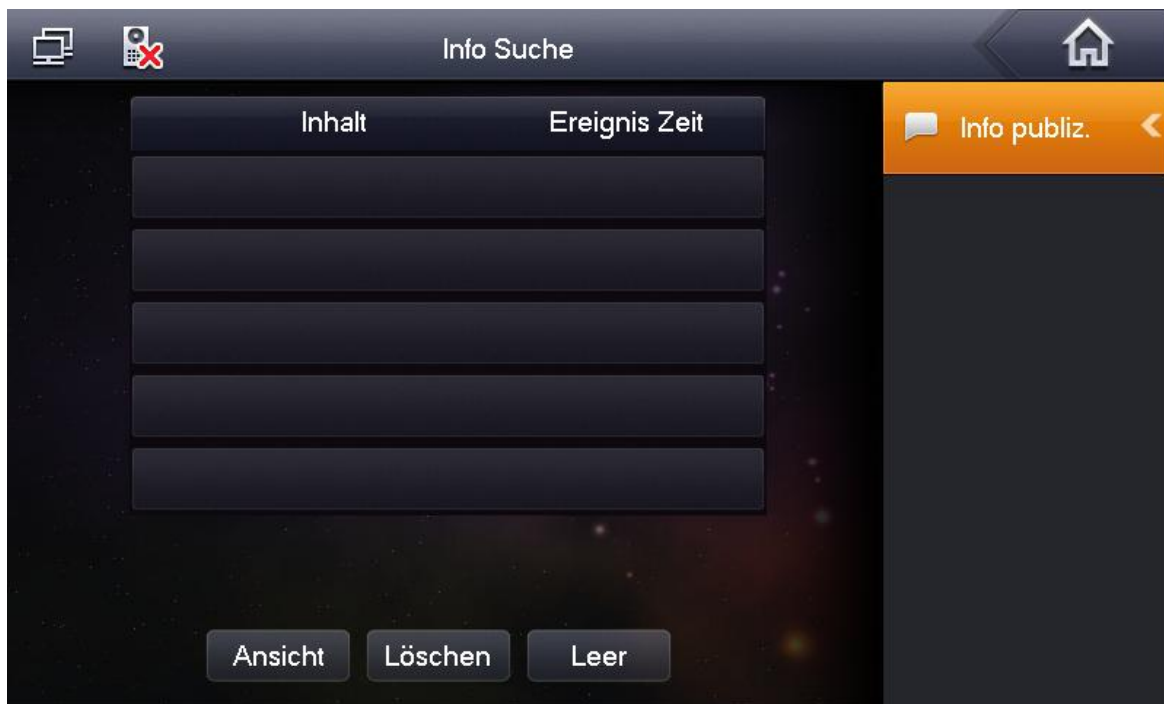 Info Suche
Inhalt Ereignis Zeit
Info publiz.
Ansicht Löschen Leer